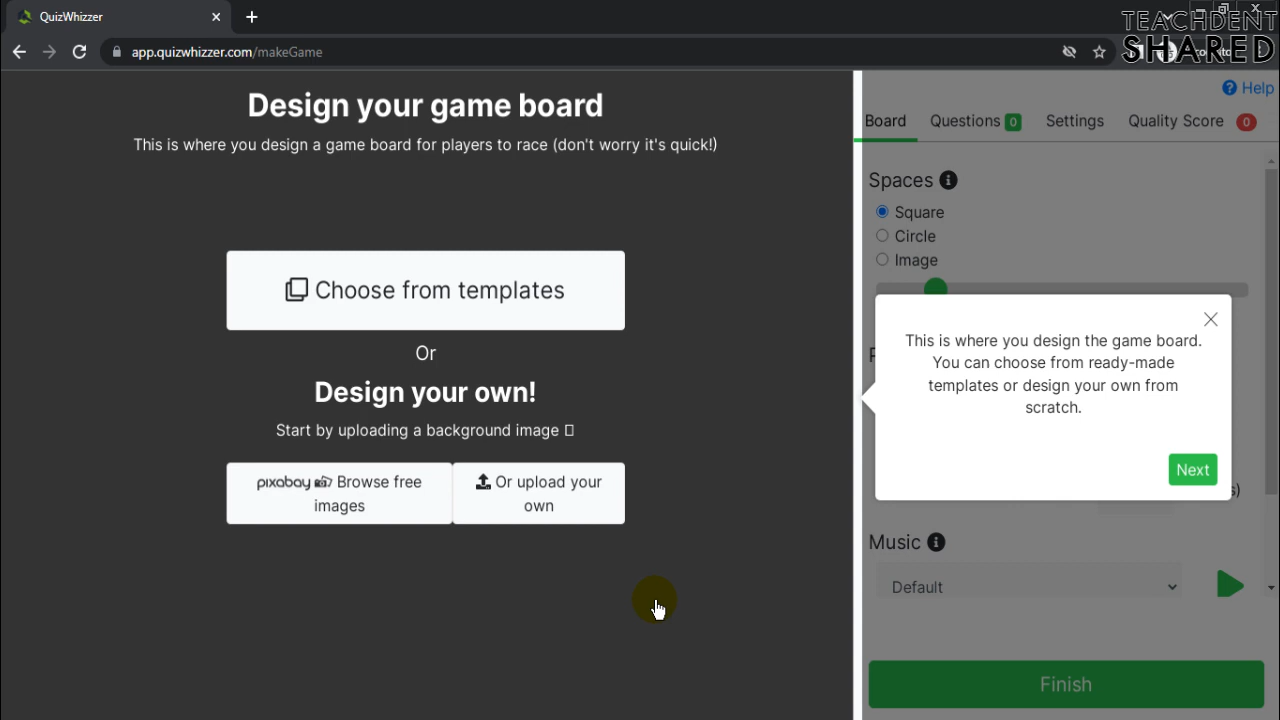 QuizWhizzer
TEACHDENT
SHARED
app.quizwhizzer.com/makeGame
Design your game board
This is where you design a game board for players to race (don't worry it's quick!)
Choose from templates
Or
Design your own!
Start by uploading a background image
pixabay Browse free
images
Or upload your
own
Help
Board Questions 0 Settings Quality Score 0
Spaces
Square
Circle
Image
This is where you design the game board.
You can choose from ready-made
templates or design your own from
scratch.
Next
s)
Music
Default
Finish